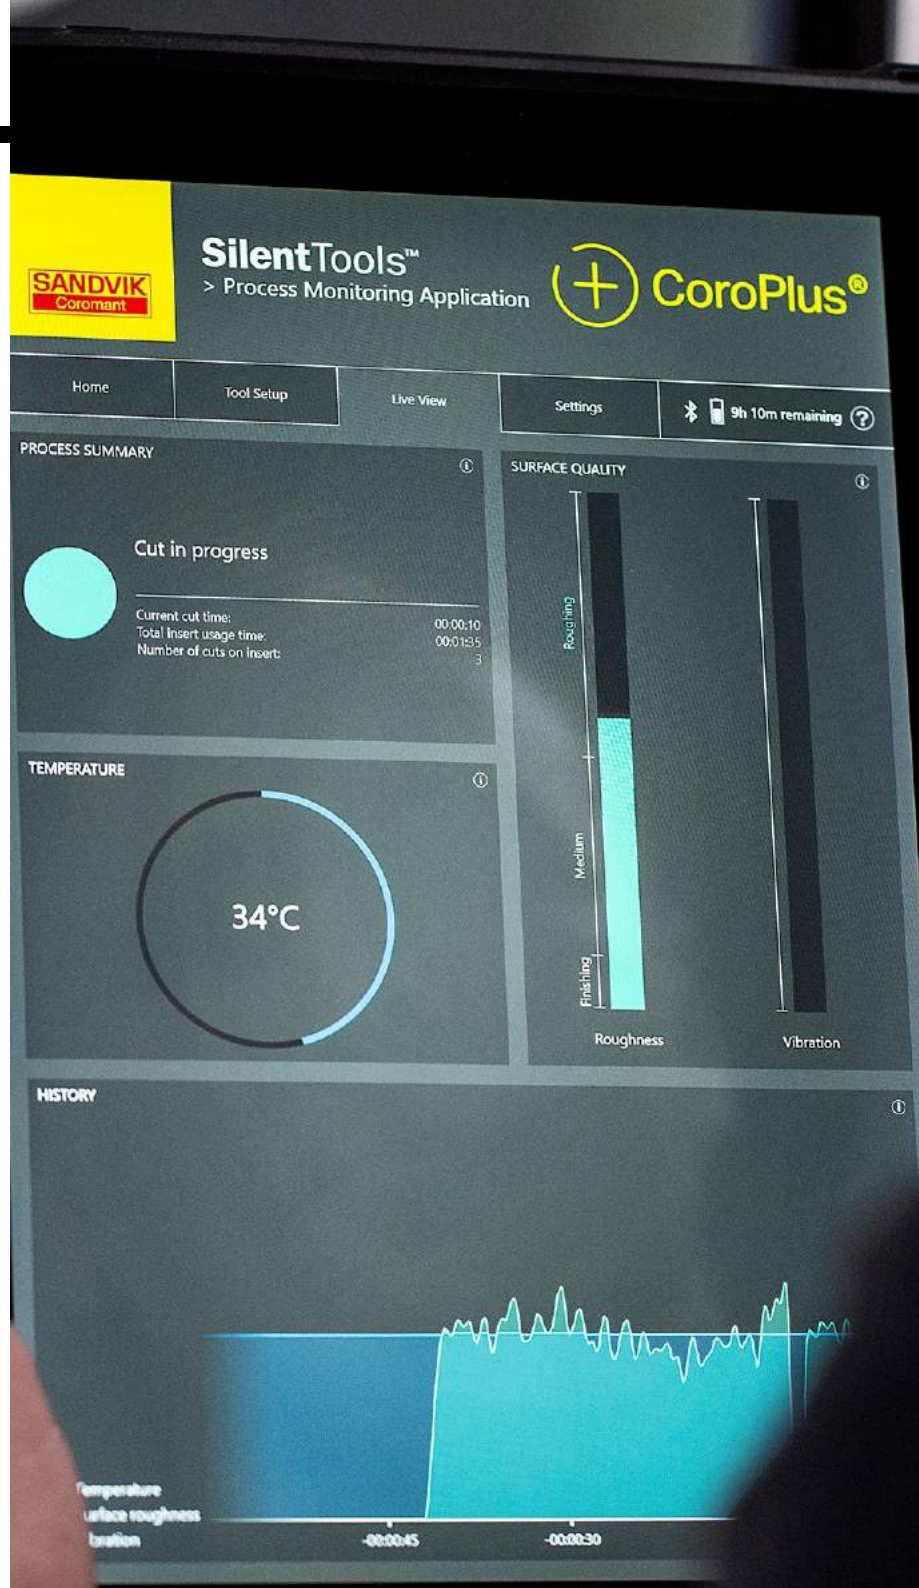 SANDVIK
Coromant
SilentTools™
> Process Monitoring Application
CoroPlus®
Home
Tool Setup
Live View
Settings
9h 10m remaining
?
PROCESS SUMMARY
Cut in progress
Current cut time: 00:00:10
Total insert usage time: 00:01:35
Number of cuts on insert: 3
SURFACE QUALITY
Roughing
Medium
Finishing
Roughness
Vibration
TEMPERATURE
34°C
HISTORY
Temperature
urface roughness
bration
-00:00:45
-00:00:30